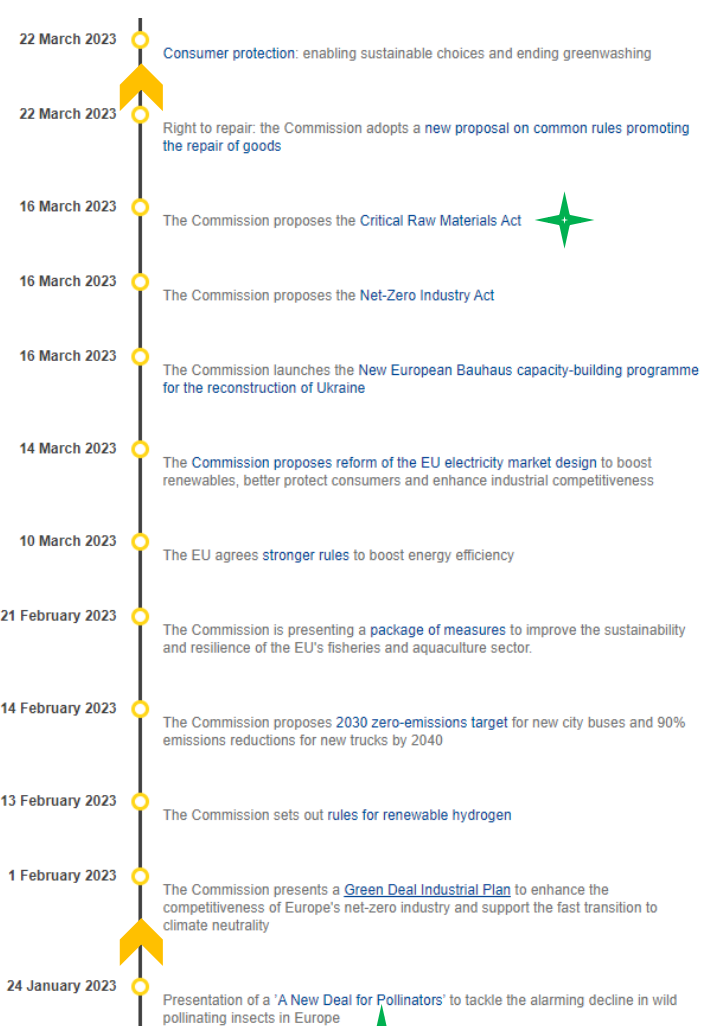 22 March 2023
Consumer protection: enabling sustainable choices and ending greenwashing
22 March 2023
Right to repair: the Commission adopts a new proposal on common rules promoting
the repair of goods
16 March 2023
The Commission proposes the Critical Raw Materials Act
16 March 2023
The Commission proposes the Net-Zero Industry Act
16 March 2023
The Commission launches the New European Bauhaus capacity-building programme
for the reconstruction of Ukraine
14 March 2023
The Commission proposes reform of the EU electricity market design to boost
renewables, better protect consumers and enhance industrial competitiveness
10 March 2023
The EU agrees stronger rules to boost energy efficiency
21 February 2023
The Commission is presenting a package of measures to improve the sustainability
and resilience of the EU's fisheries and aquaculture sector.
14 February 2023
The Commission proposes 2030 zero-emissions target for new city buses and 90%
emissions reductions for new trucks by 2040
13 February 2023
The Commission sets out rules for renewable hydrogen
1 February 2023
The Commission presents a Green Deal Industrial Plan to enhance the
competitiveness of Europe's net-zero industry and support the fast transition to
climate neutrality
24 January 2023
Presentation of a 'A New Deal for Pollinators' to tackle the alarming decline in wild
pollinating insects in Europe